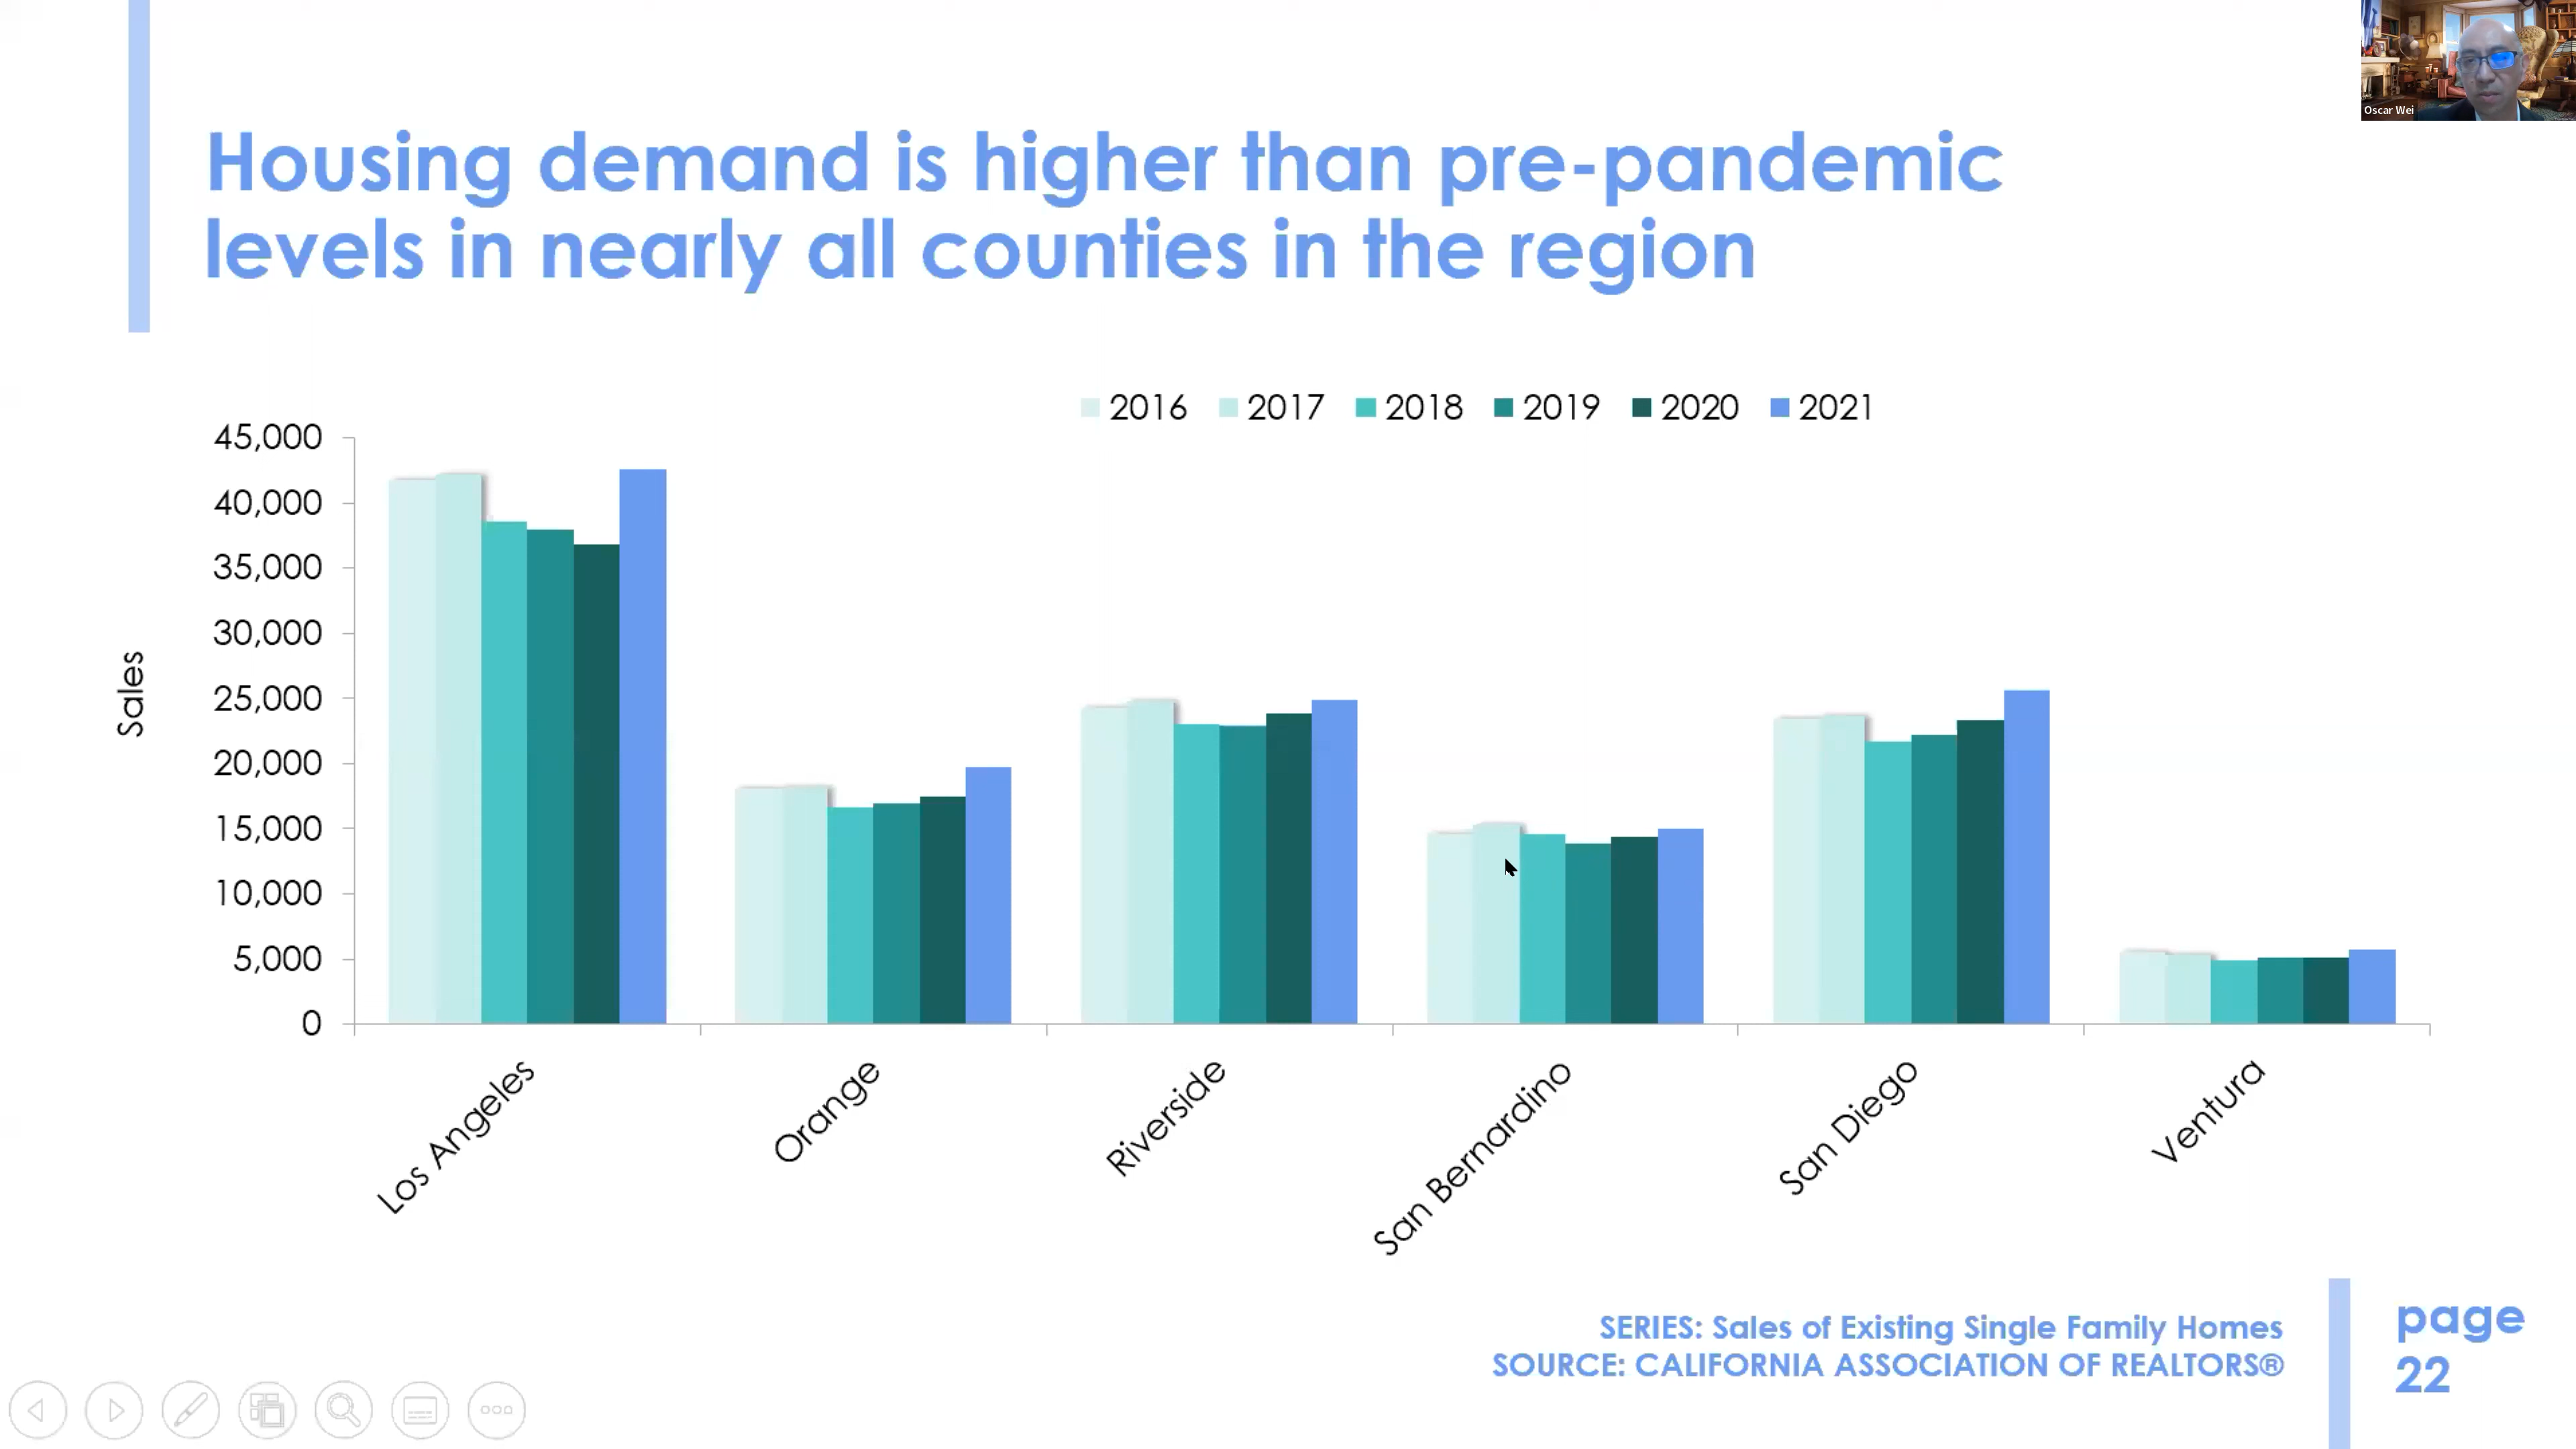 Oscar Wei
Housing demand is higher than pre-pandemic
levels in nearly all counties in the region
2016 2017 2018 2019 2020 2021
45,000
40,000
35,000
30,000
25,000
20,000
15,000
10,000
5,000
0
Sales
Los Angeles
Orange
Riverside
San Bernardino
San Diego
Ventura
SERIES: Sales of Existing Single Family Homes
SOURCE: CALIFORNIA ASSOCIATION OF REALTORS®
page
22